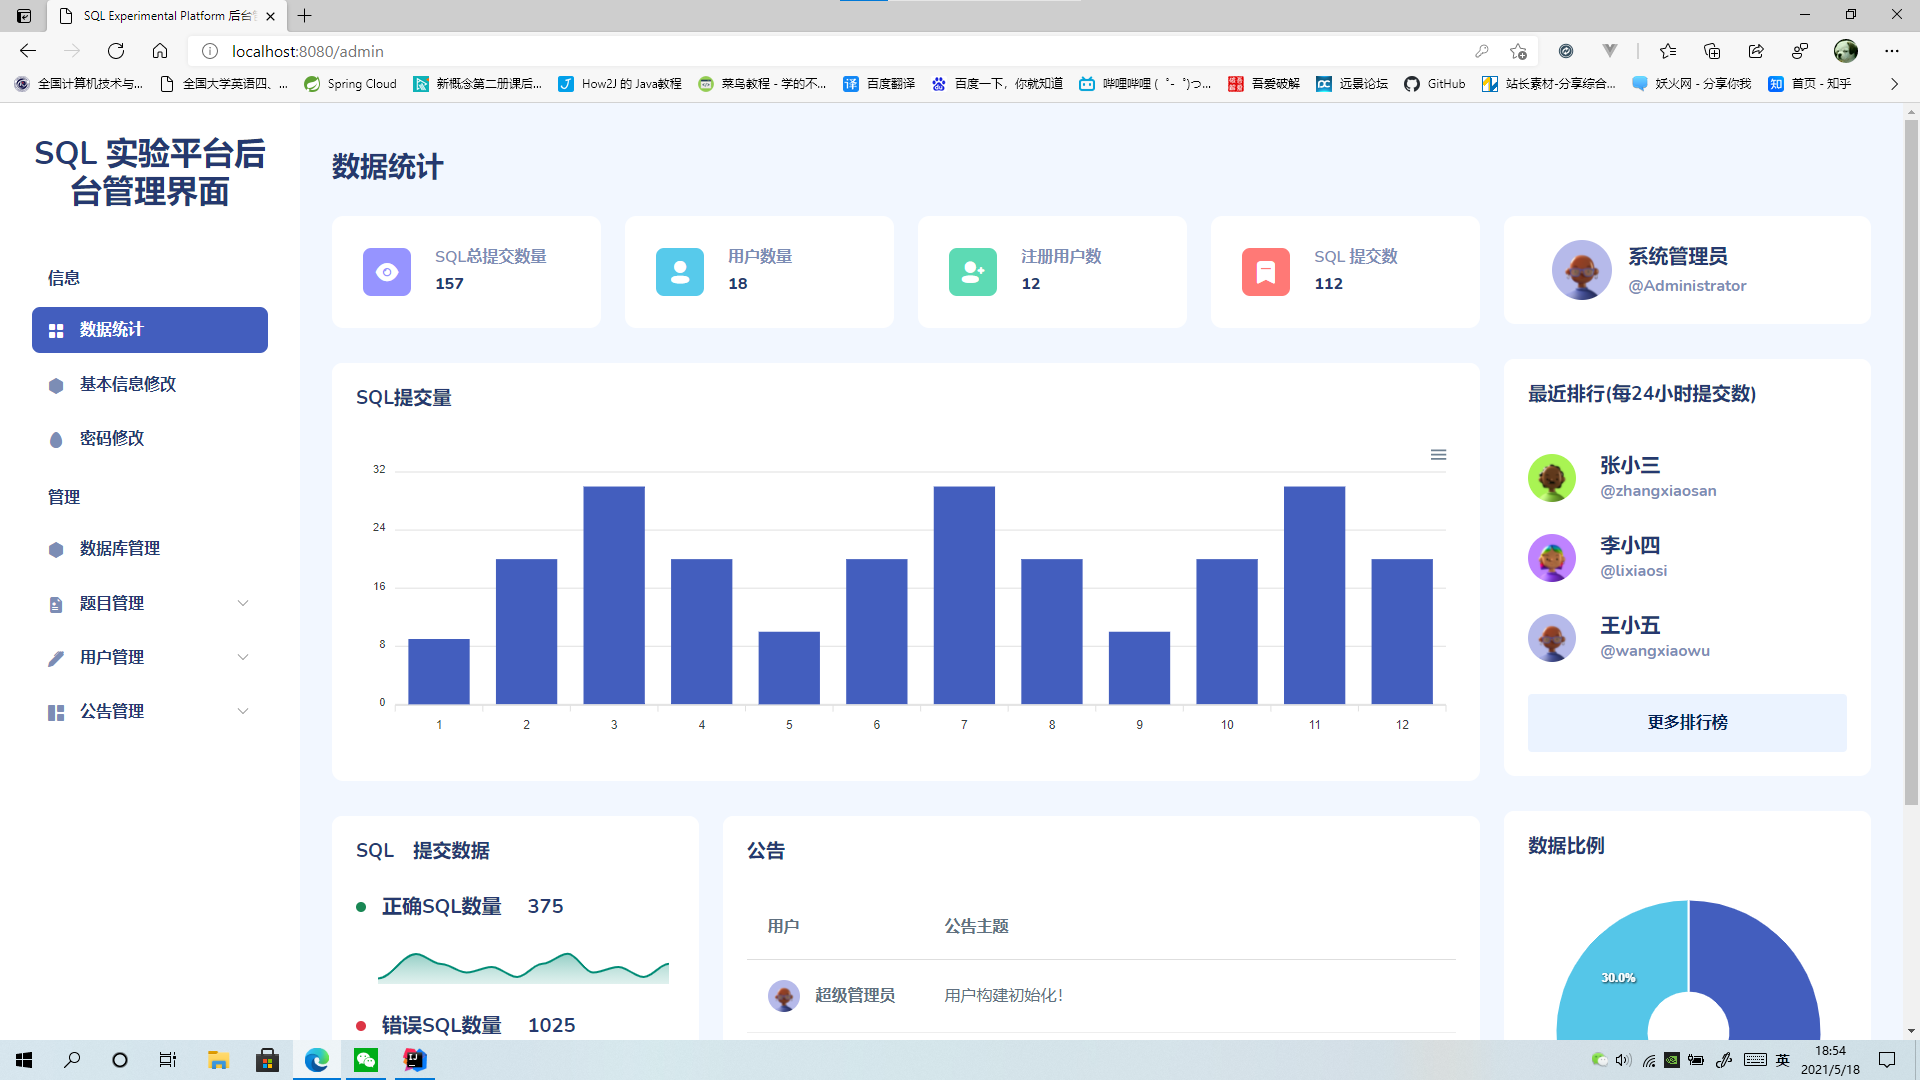 SQL Experimental Platform 后台
localhost:8080/admin
全国计算机技术与...
全国大学英语四、...
Spring Cloud
新概念第二册课后...
How2J 的 Java教程
菜鸟教程 - 学的不...
百度翻译
百度一下，你就知道
哔哩哔哩 ( ゜- ゜)つ...
吾爱破解
远景论坛
GitHub
站长素材-分享综合...
妖火网 - 分享你我
首页 - 知乎
SQL 实验平台后
台管理界面
信息
数据统计
基本信息修改
密码修改
管理
数据库管理
题目管理
用户管理
公告管理
数据统计
SQL总提交数量
157
用户数量
18
注册用户数
12
SQL 提交数
112
系统管理员
@Administrator
SQL提交量
32
24
16
8
0
1 2 3 4 5 6 7 8 9 10 11 12
最近排行(每24小时提交数)
张小三
@zhangxiaosan
李小四
@lixiaosi
王小五
@wangxiaowu
更多排行榜
SQL 提交数据
正确SQL数量 375
错误SQL数量 1025
公告
用户 公告主题
超级管理员 用户构建初始化!
数据比例
30.0%
英
18:54
2021/5/18